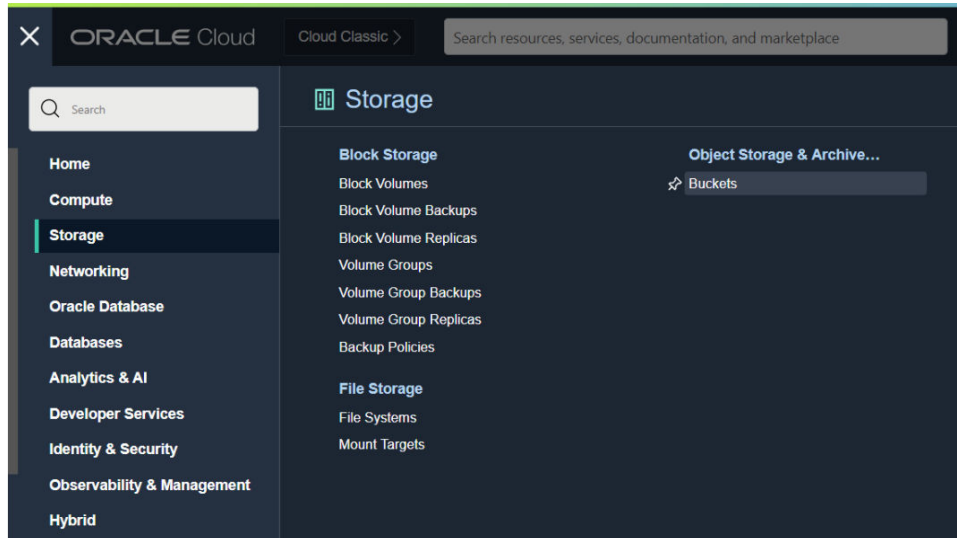 ORACLE Cloud
Cloud Classic >
Search resources, services, documentation, and marketplace
Search
Home
Compute
Storage
Networking
Oracle Database
Databases
Analytics & AI
Developer Services
Identity & Security
Observability & Management
Hybrid
Storage
Block Storage
Block Volumes
Block Volume Backups
Block Volume Replicas
Volume Groups
Volume Group Backups
Volume Group Replicas
Backup Policies
File Storage
File Systems
Mount Targets
Object Storage & Archive...
Buckets